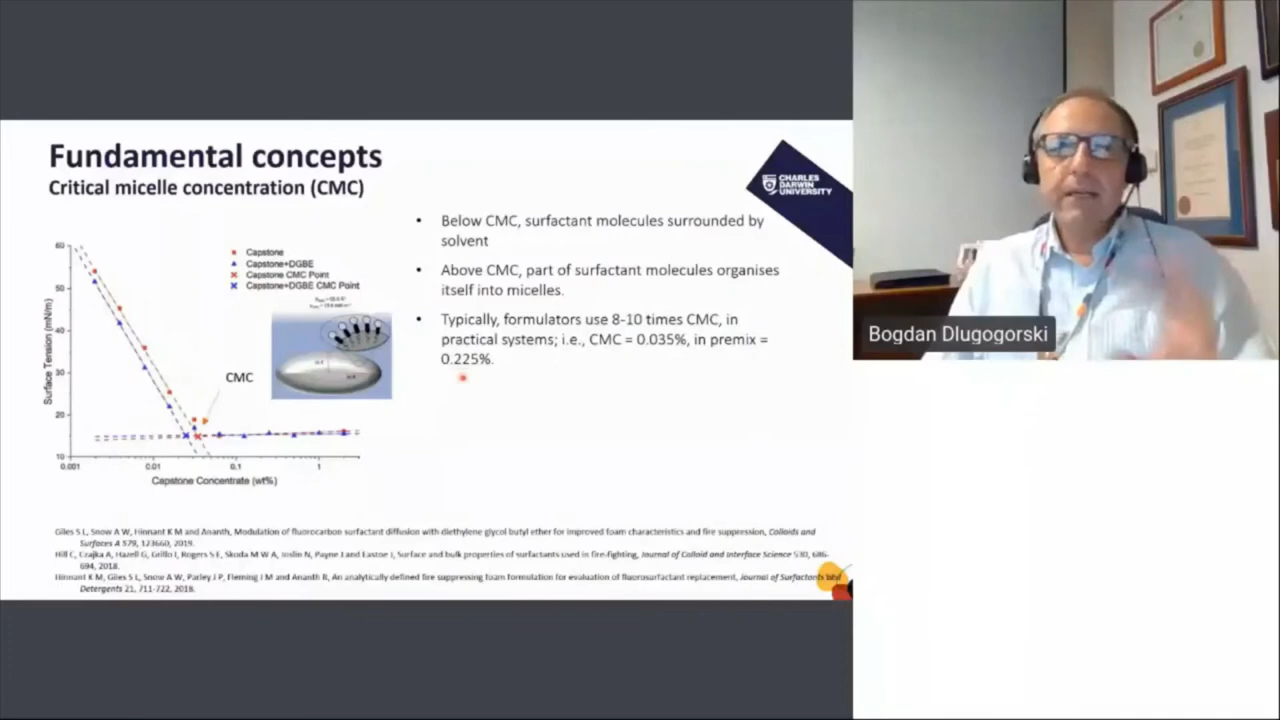 Fundamental concepts
Critical micelle concentration (CMC)
CHARLES
DARWIN
UNIVERSITY
• Below CMC, surfactant molecules surrounded by
solvent
• Above CMC, part of surfactant molecules organises
itself into micelles.
• Typically, formulators use 8-10 times CMC, in
practical systems; i.e., CMC = 0.035%, in premix =
0.225%.
Capstone
Capstone+DGBE
Capstone CMC Point
Capstone+DGBE CMC Point
CMC
Surface Tension (mN/m)
60
50
40
30
20
10
0.001
0.01
0.1
1
Capstone Concentrate (wt%)
Giles S L, Snow A W, Hinnant K M and Ananth, Modulation of fluorocarbon surfactant diffusion with diethylene glycol butyl ether for improved foam characteristics and fire suppression, Colloids and
Surfaces A 579, 123660, 2019.
Hill C, Czajka A, Hazell G, Grillo I, Rogers S E, Skoda M W A, Joslin N, Payne J and Eastoe J, Surface and bulk properties of surfactants used in fire-fighting, Journal of Colloid and Interface Science 530, 686-
694, 2018.
Hinnant K M, Giles S L, Snow A W, Farley J P, Fleming J M and Ananth R, An analytically defined fire suppressing foam formulation for evaluation of fluorosurfactant replacement, Journal of Surfactants and
Detergents 21, 711-722, 2018.
Bogdan Dlugogorski